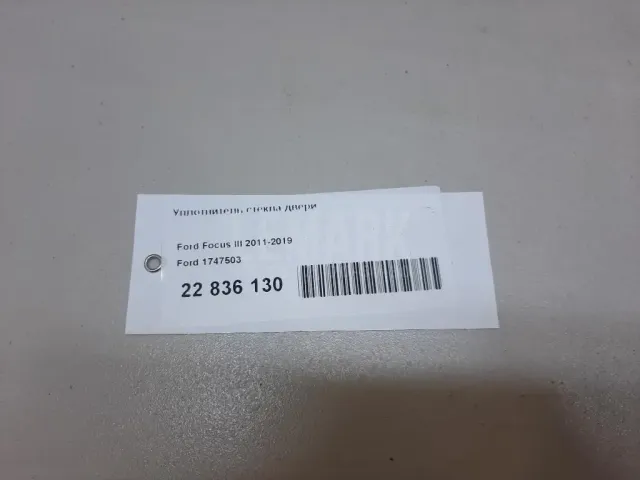 Уплотнитель стекла двери
Ford Focus III 2011-2019
Ford 1747503
22 836 130